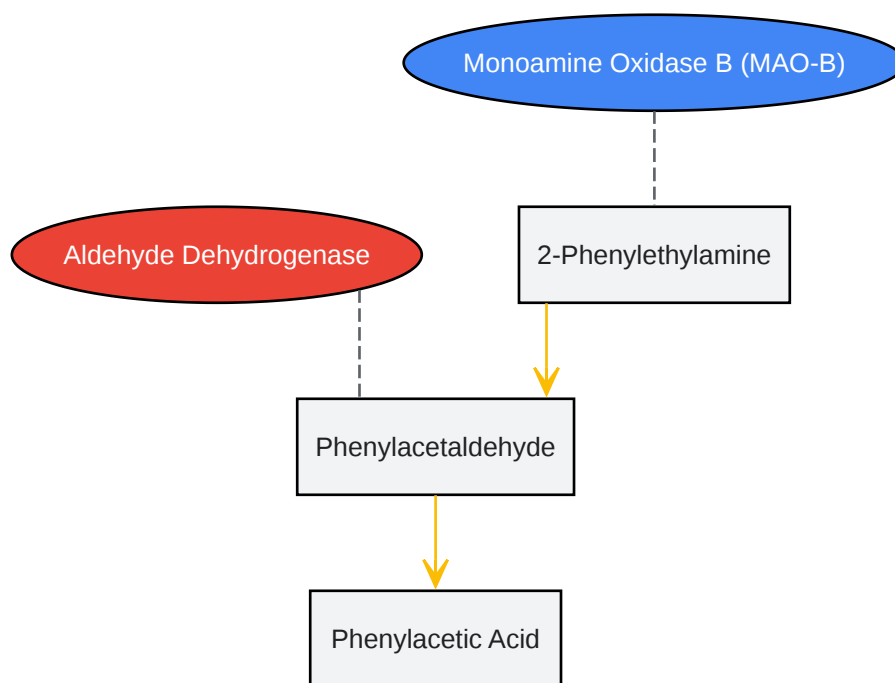 Monoamine Oxidase B (MAO-B)
Aldehyde Dehydrogenase
2-Phenylethylamine
Phenylacetaldehyde
Phenylacetic Acid